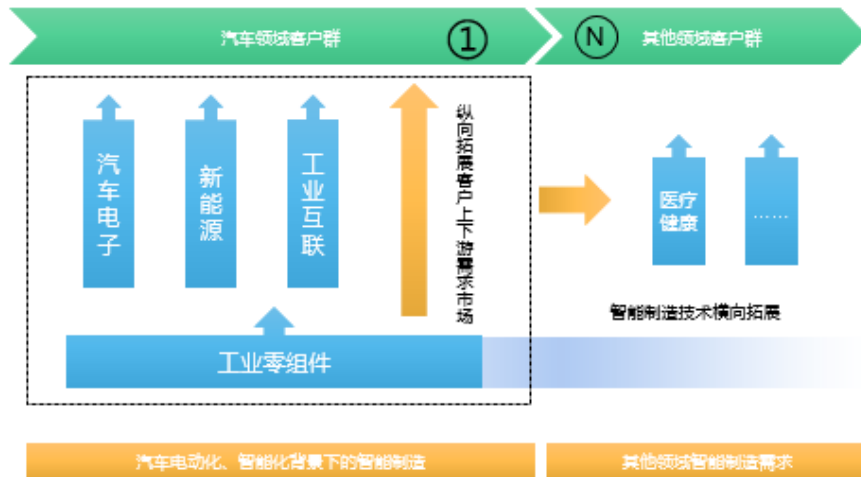 汽车领域客户群
①
Ⓝ
其他领域客户群
汽车电子
新能源
工业互联
纵向拓展客户上下游需求市场
医疗
健康
……
智能制造技术横向拓展
工业零组件
汽车电动化、智能化背景下的智能制造
其他领域智能制造需求